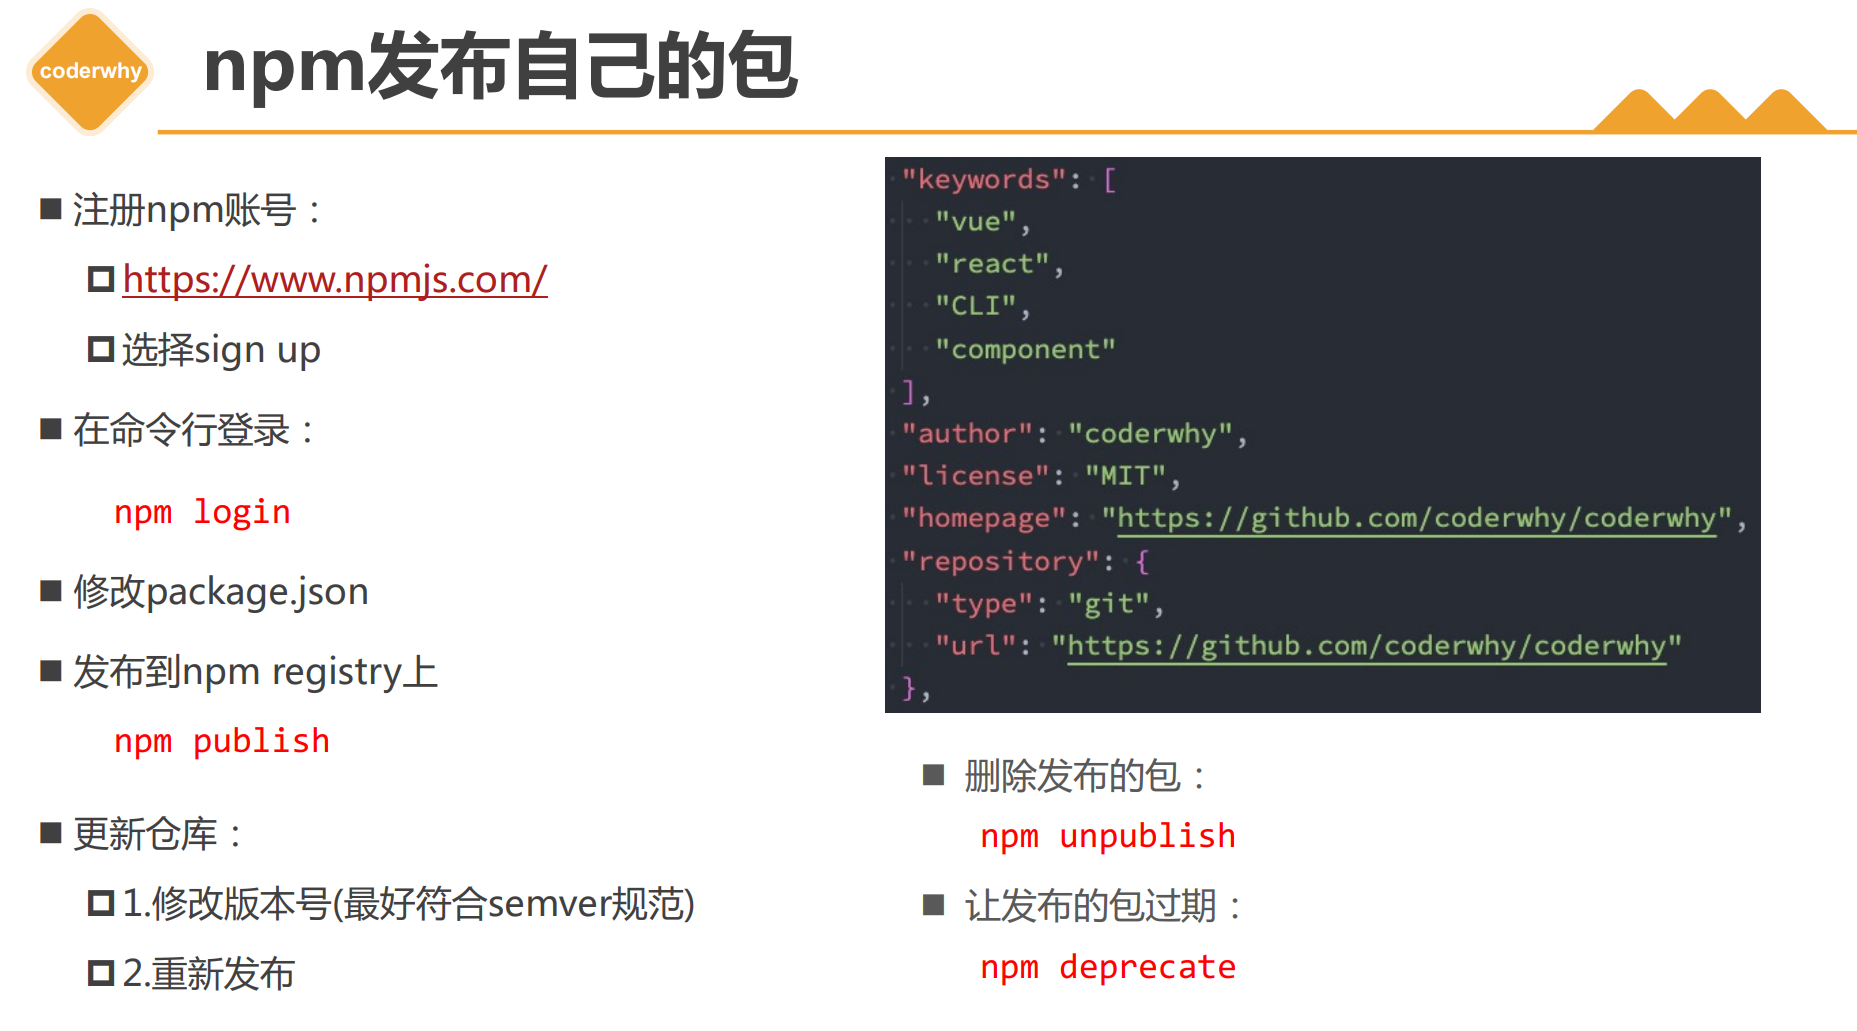 coderwhy
npm发布自己的包
■ 注册npm账号：
https://www.npmjs.com/
选择sign up
■ 在命令行登录：
npm login
■ 修改package.json
■ 发布到npm registry上
npm publish
■ 更新仓库：
1.修改版本号(最好符合semver规范)
2.重新发布
"keywords": [
"vue",
"react",
"CLI",
"component"
],
"author": "coderwhy",
"license": "MIT",
"homepage": "https://github.com/coderwhy/coderwhy",
"repository": {
"type": "git",
"url": "https://github.com/coderwhy/coderwhy"
},
■ 删除发布的包：
npm unpublish
■ 让发布的包过期：
npm deprecate